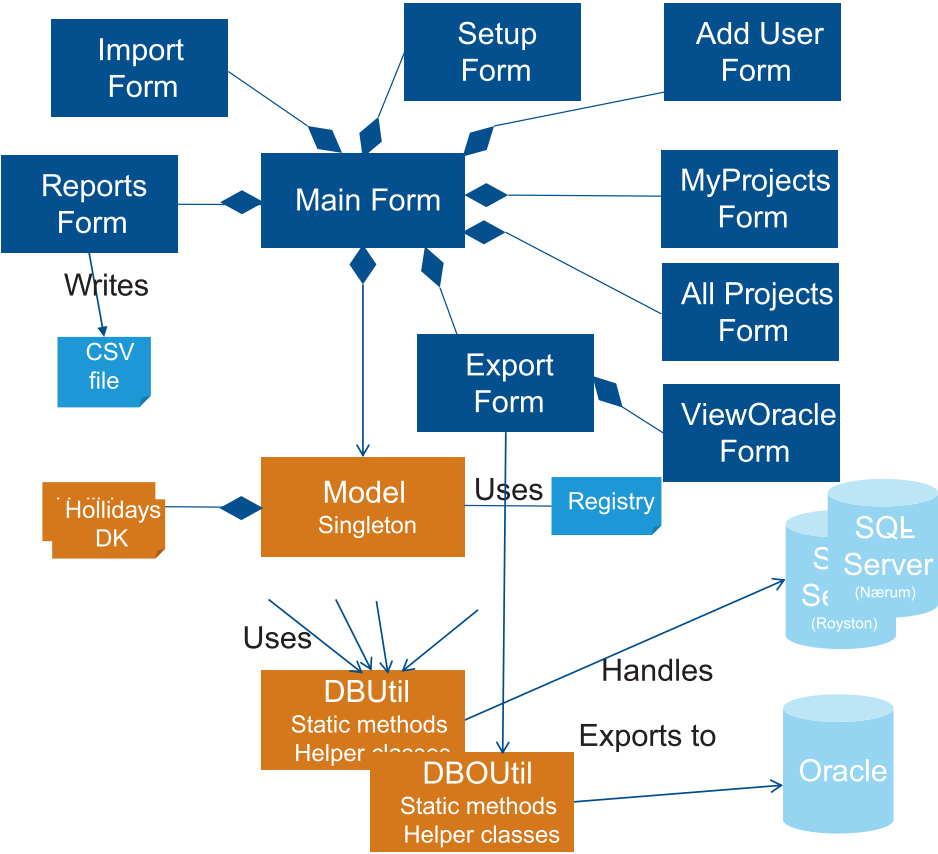 Import
Form
Setup
Form
Add User
Form
Reports
Form
Main Form
MyProjects
Form
Writes
All Projects
Form
CSV
file
Export
Form
ViewOracle
Form
Hollidays
DK
Model
Singleton
Uses
Registry
SQL
Server
(Nærum)
(Royston)
Uses
Handles
DBUtil
Static methods
Helper classes
Exports to
DBOUtil
Static methods
Helper classes
Oracle